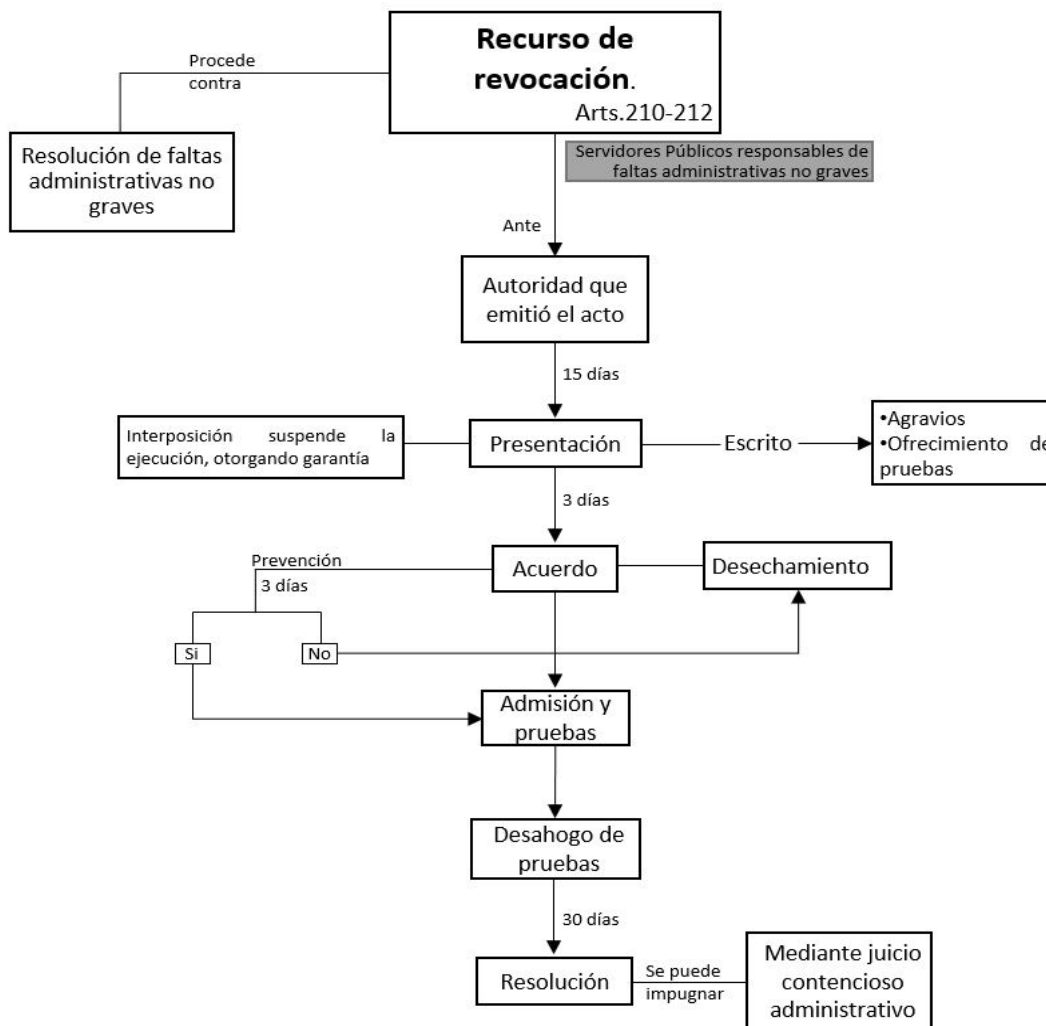 Recurso de
revocación.
Arts.210-212
Procede
contra
Resolución de faltas
administrativas no
graves
Servidores Públicos responsables de
faltas administrativas no graves
Ante
Autoridad que
emitió el acto
15 días
Interposición suspende la
ejecución, otorgando garantía
Presentación
Escrito
•Agravios
•Ofrecimiento de
pruebas
3 días
Prevención
3 días
Acuerdo
Desechamiento
Si
No
Admisión y
pruebas
Desahogo de
pruebas
30 días
Resolución
Se puede
impugnar
Mediante juicio
contencioso
administrativo